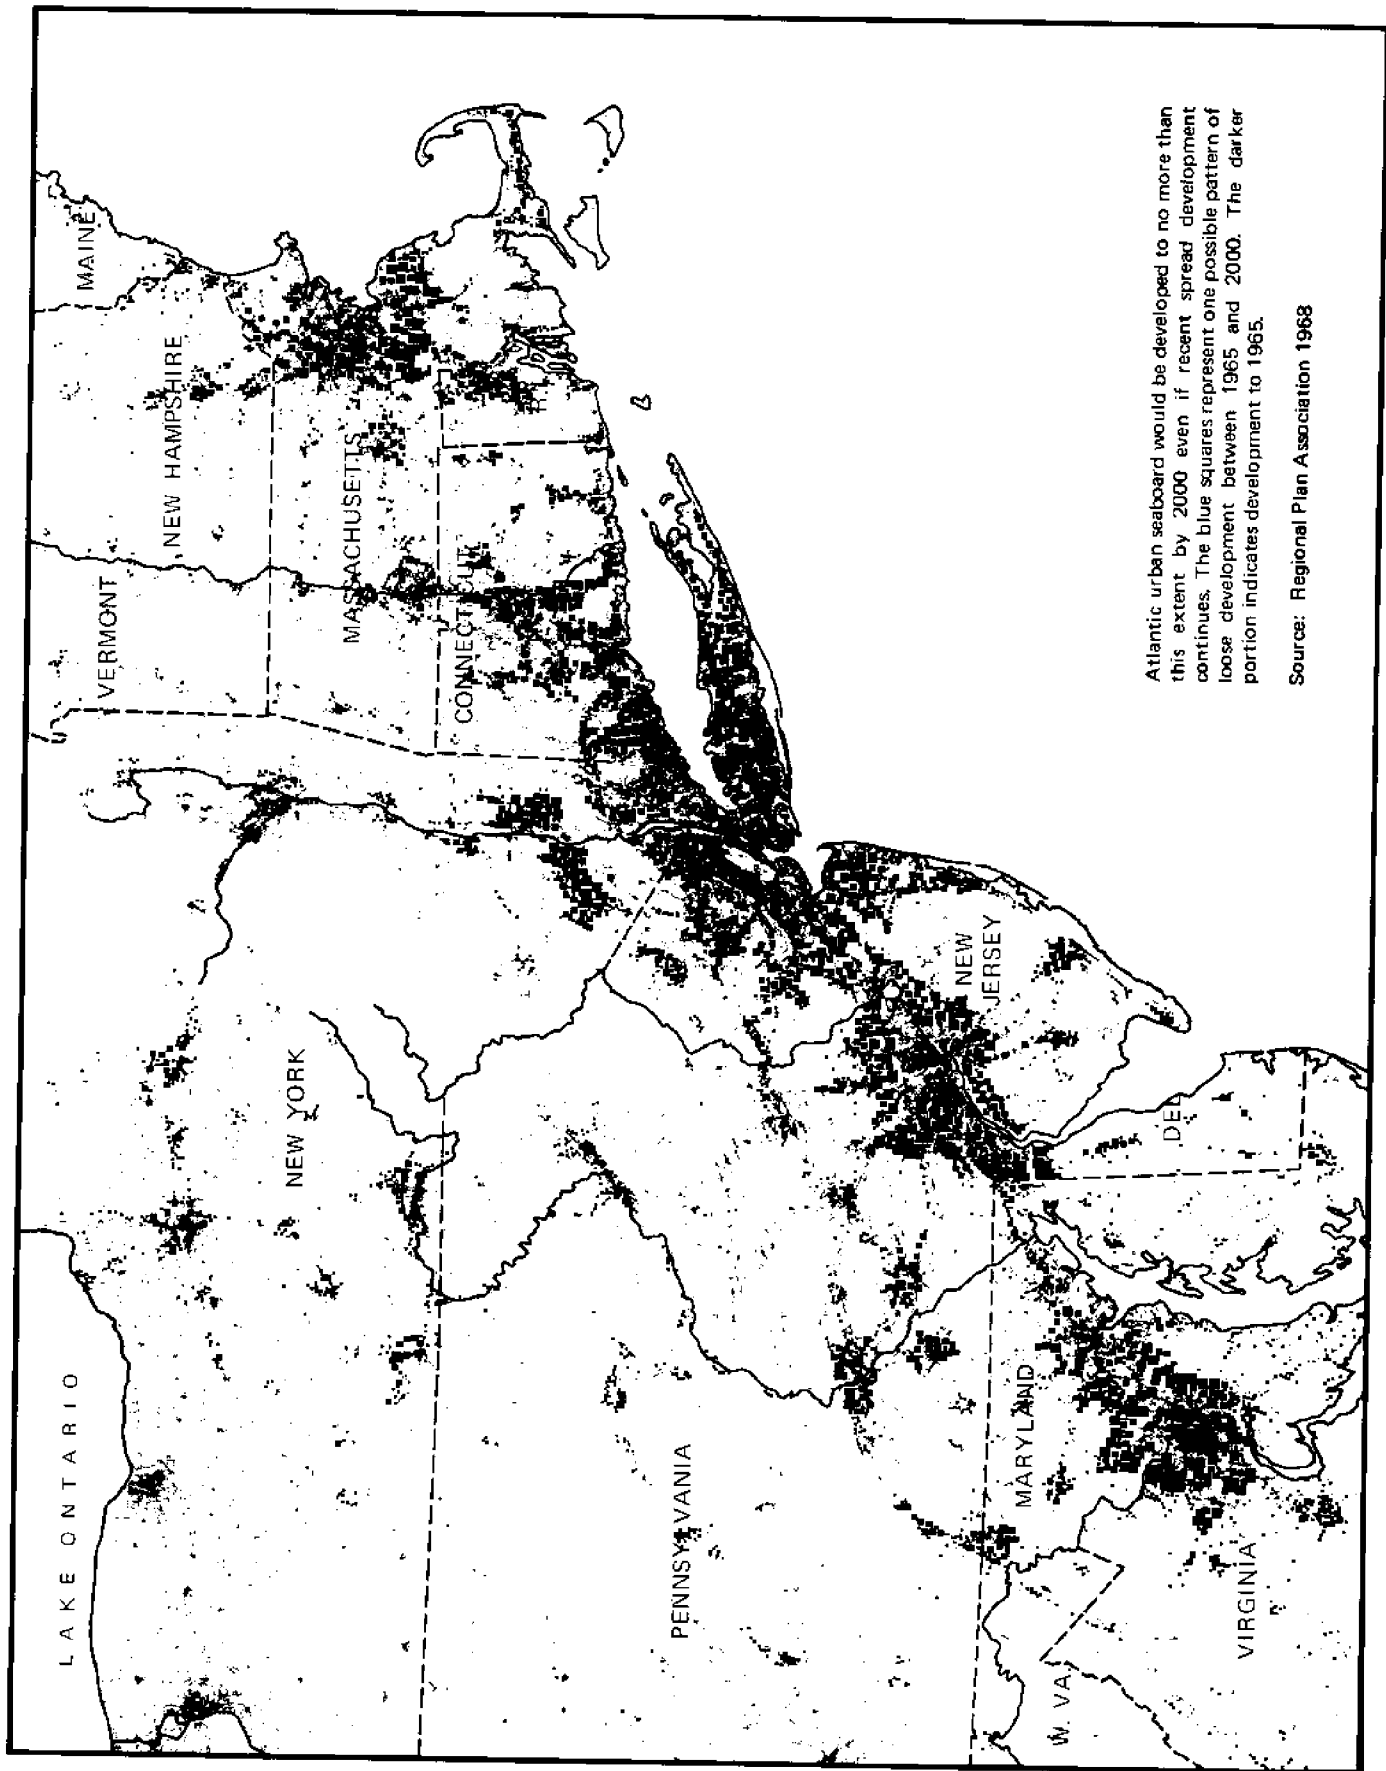 LAKE ONTARIO
MAINE
VERMONT
NEW HAMPSHIRE
NEW YORK
MASSACHUSETTS
CONNECTICUT
R.I.
PENNSYLVANIA
NEW
JERSEY
MARYLAND
DEL
W. VA
VIRGINIA
Atlantic urban seaboard would be developed to no more than
this extent by 2000 even if recent spread development
continues. The blue squares represent one possible pattern of
loose development between 1965 and 2000. The darker
portion indicates development to 1965.
Source: Regional Plan Association 1968